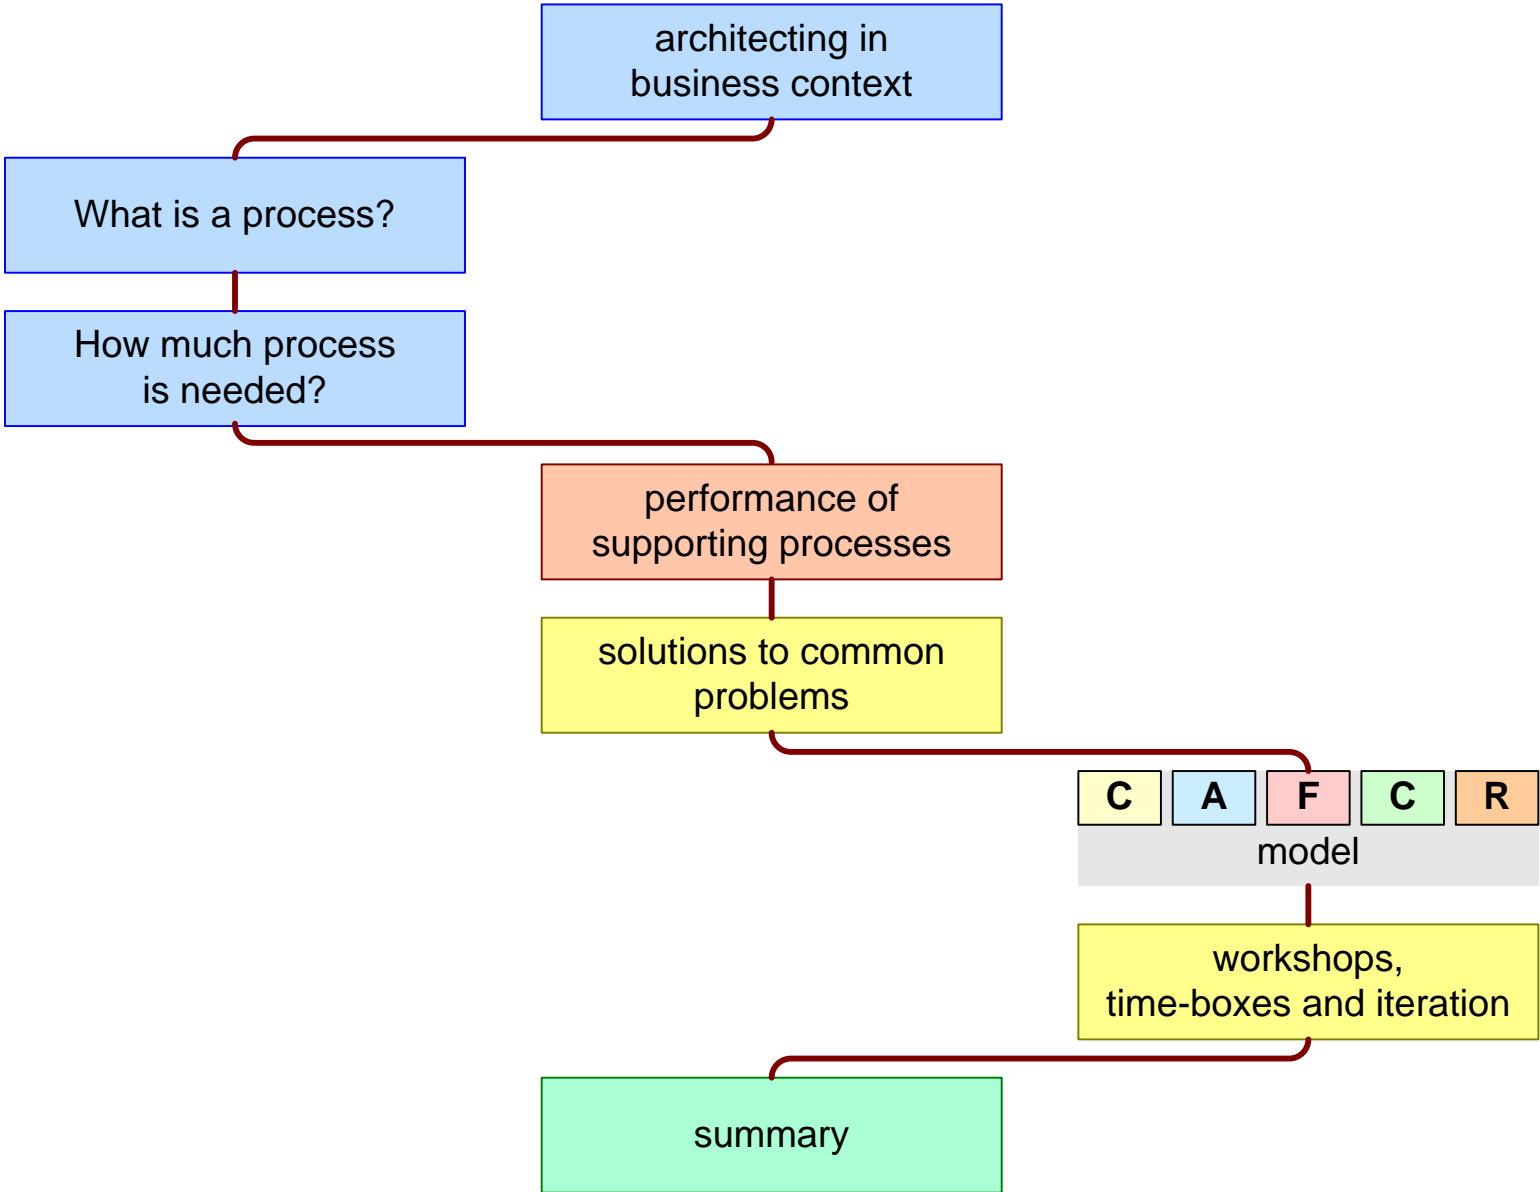 architecting in
business context
What is a process?
How much process
is needed?
performance of
supporting processes
solutions to common
problems
C A F C R
model
workshops,
time-boxes and iteration
summary